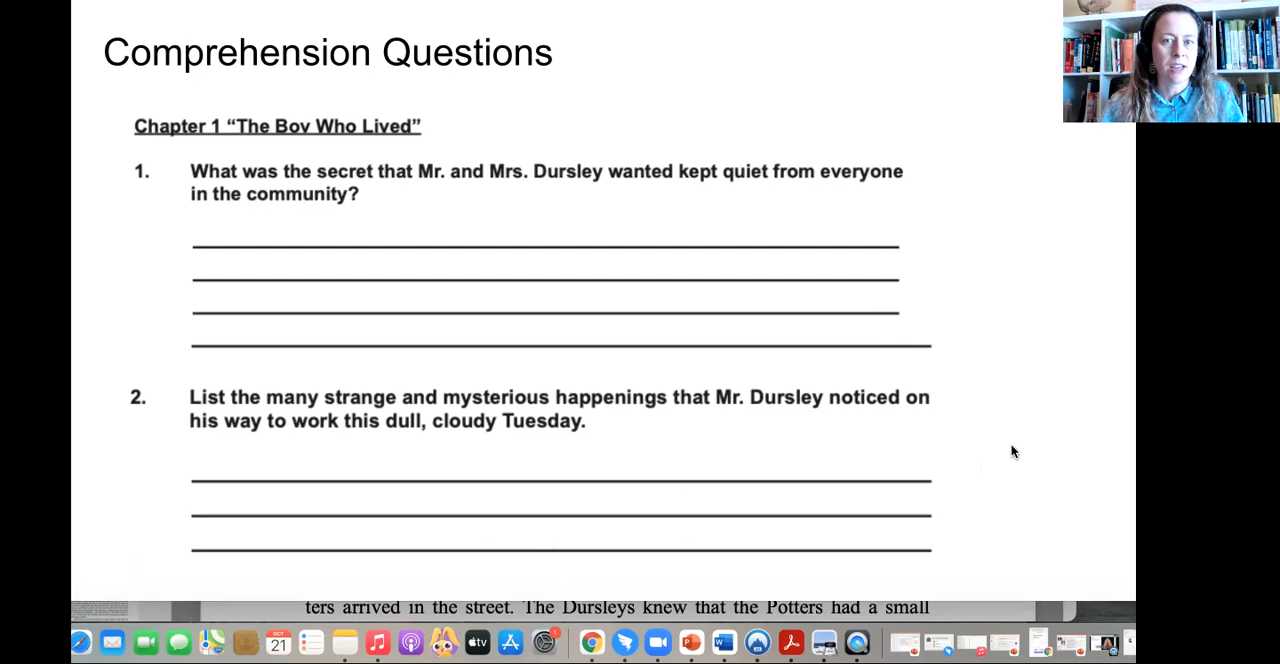 Comprehension Questions
Chapter 1 “The Boy Who Lived”
1. What was the secret that Mr. and Mrs. Dursley wanted kept quiet from everyone
in the community?
2. List the many strange and mysterious happenings that Mr. Dursley noticed on
his way to work this dull, cloudy Tuesday.
ters arrived in the street. The Dursleys knew that the Potters had a small
OCT
21
tv
1